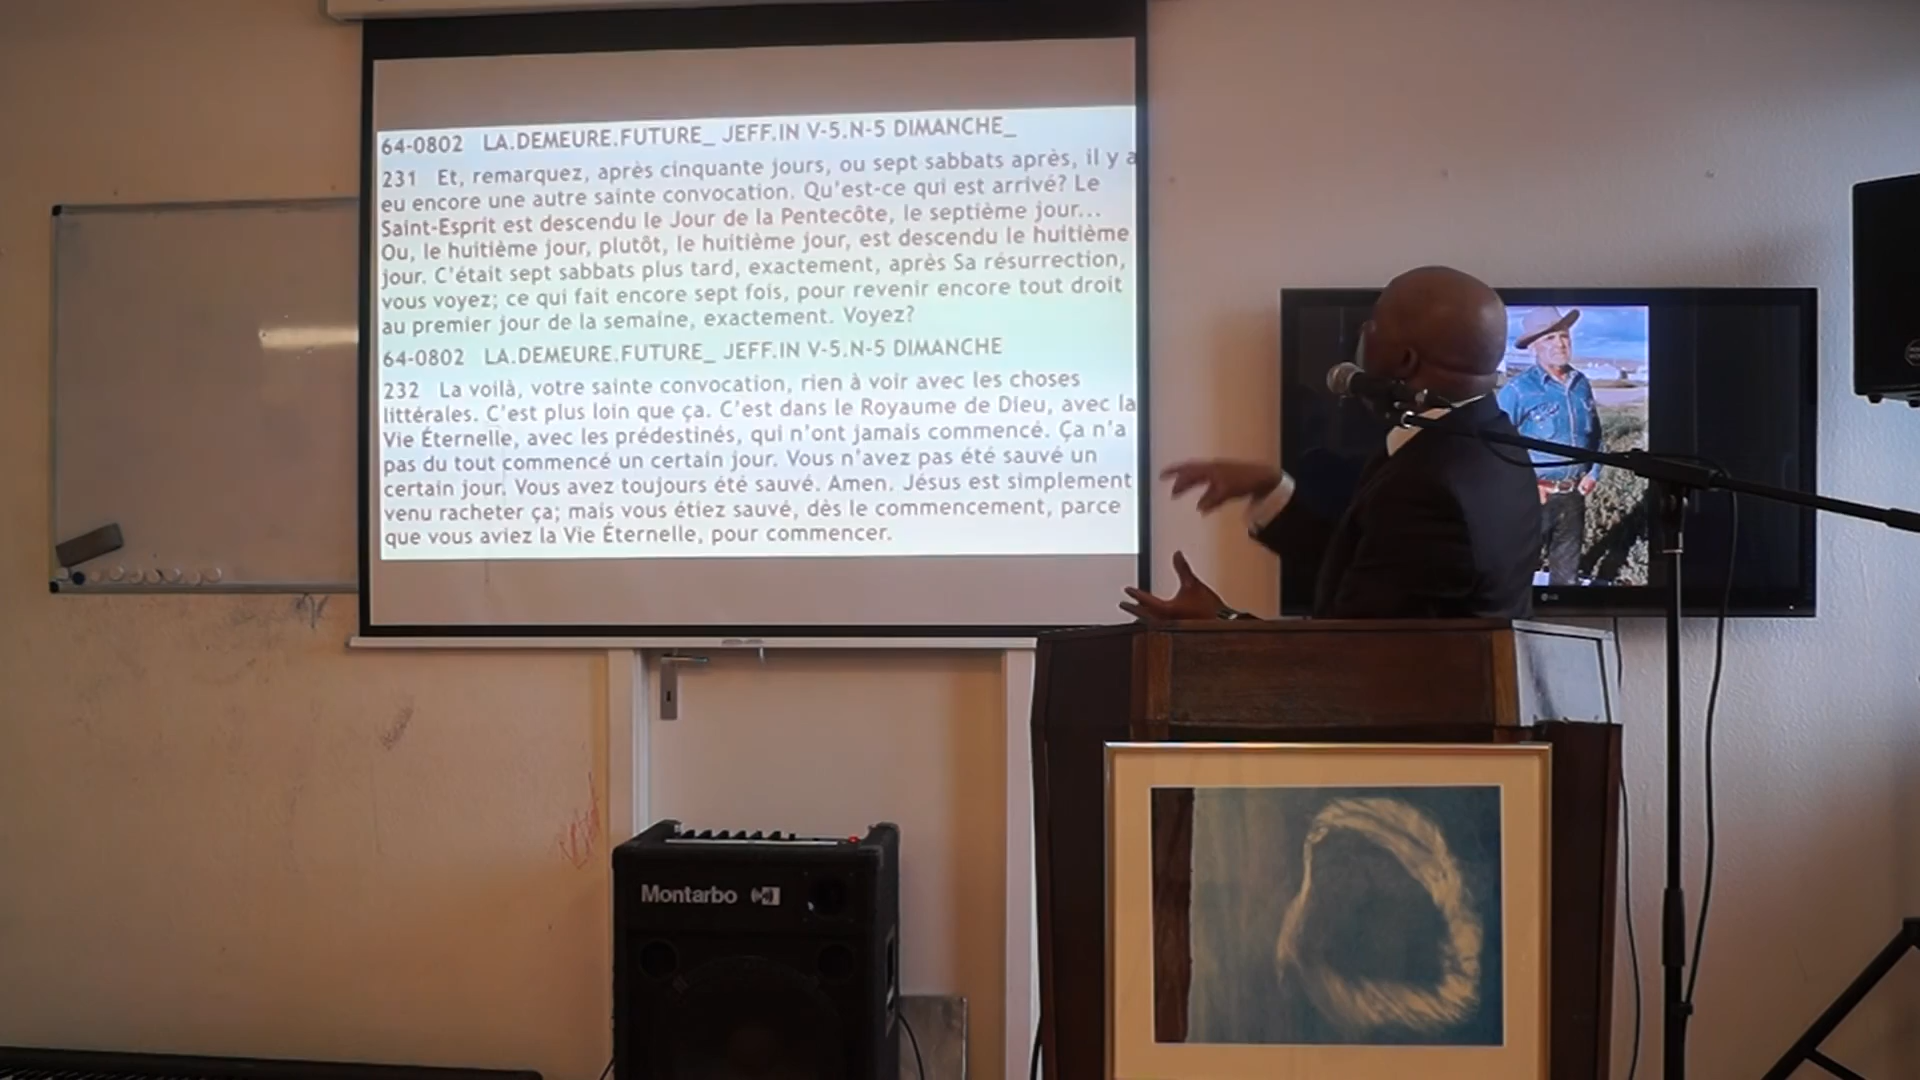 64-0802 LA.DEMEURE.FUTURE_ JEFF.IN V-5.N-5 DIMANCHE_
231 Et, remarquez, après cinquante jours, ou sept sabbats après, il y a
eu encore une autre sainte convocation. Qu'est-ce qui est arrivé? Le
Saint-Esprit est descendu le Jour de la Pentecôte, le septième jour...
Ou, le huitième jour, plutôt, le huitième jour, est descendu le huitième
jour. C'était sept sabbats plus tard, exactement, après Sa résurrection,
vous voyez; ce qui fait encore sept fois, pour revenir encore tout droit
au premier jour de la semaine, exactement. Voyez?
64-0802 LA.DEMEURE.FUTURE_ JEFF.IN V-5.N-5 DIMANCHE
232 La voilà, votre sainte convocation, rien à voir avec les choses
littérales. C'est plus loin que ça. C'est dans le Royaume de Dieu, avec la
Vie Éternelle, avec les prédestinés, qui n'ont jamais commencé. Ça n'a
pas du tout commencé un certain jour. Vous n'avez pas été sauvé un
certain jour. Vous avez toujours été sauvé. Amen. Jésus est simplement
venu racheter ça; mais vous étiez sauvé, dès le commencement, parce
que vous aviez la Vie Éternelle, pour commencer.
LG
Montarbo